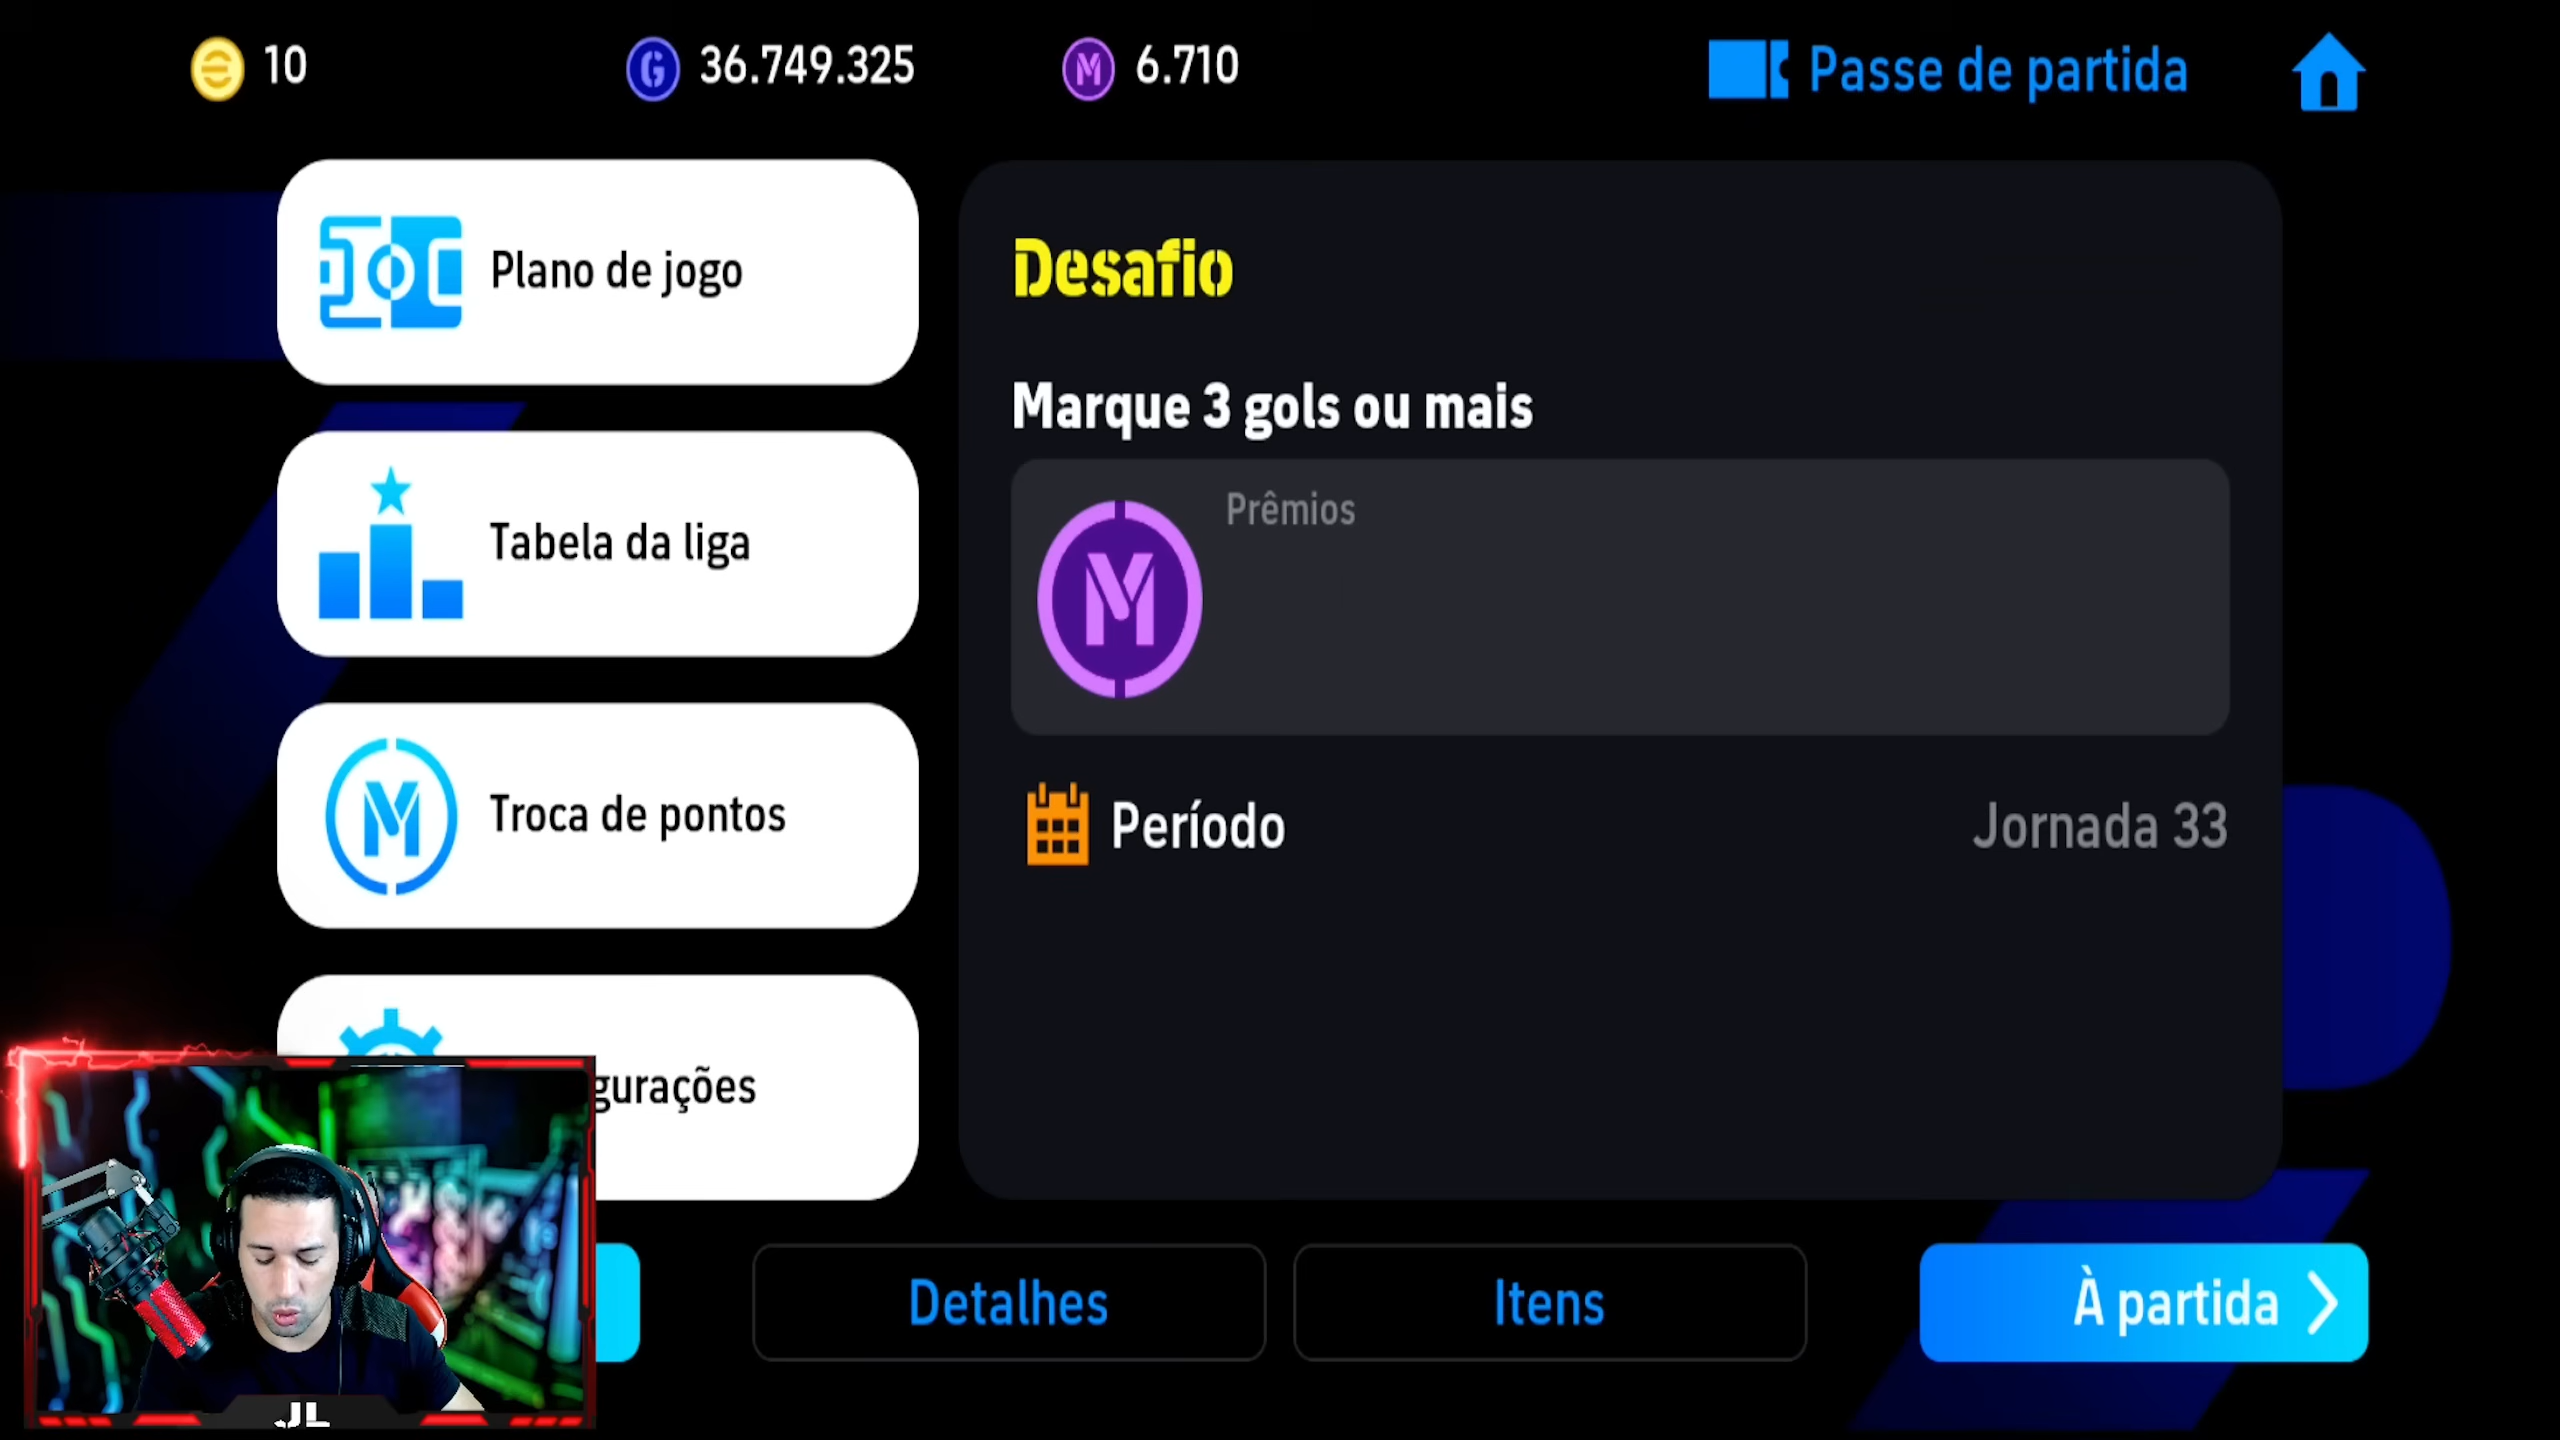 10
36.749.325
6.710
Passe de partida
Plano de jogo
Tabela da liga
Troca de pontos
gurações
Desafio
Marque 3 gols ou mais
Prêmios
Período
Jornada 33
Detalhes
Itens
À partida
JL